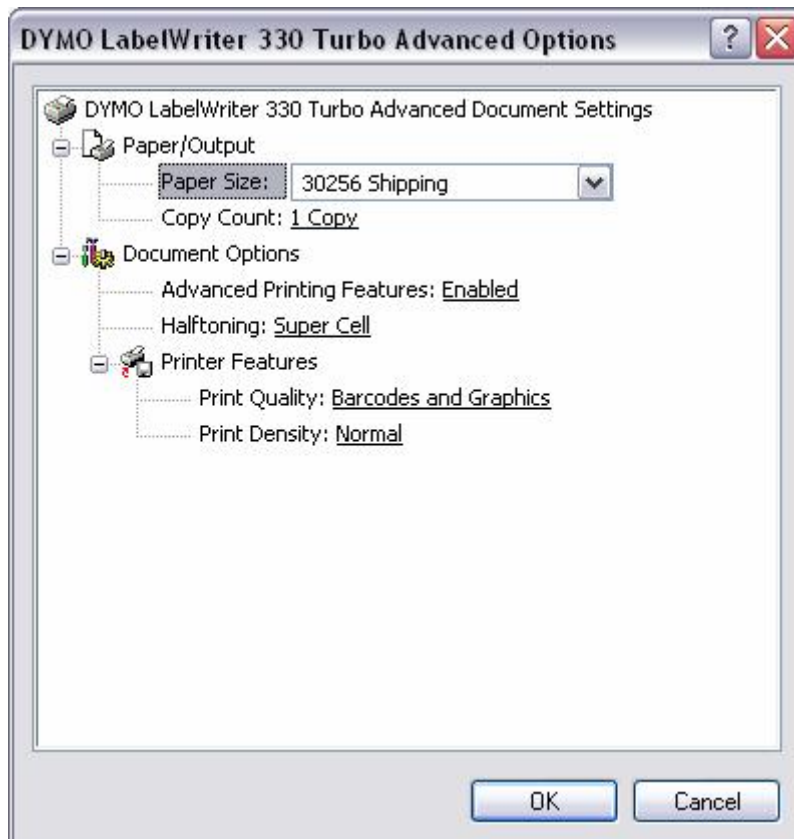 DYMO LabelWriter 330 Turbo Advanced Options
DYMO LabelWriter 330 Turbo Advanced Document Settings
Paper/Output
Paper Size: 30256 Shipping
Copy Count: 1 Copy
Document Options
Advanced Printing Features: Enabled
Halftoning: Super Cell
Printer Features
Print Quality: Barcodes and Graphics
Print Density: Normal
OK Cancel